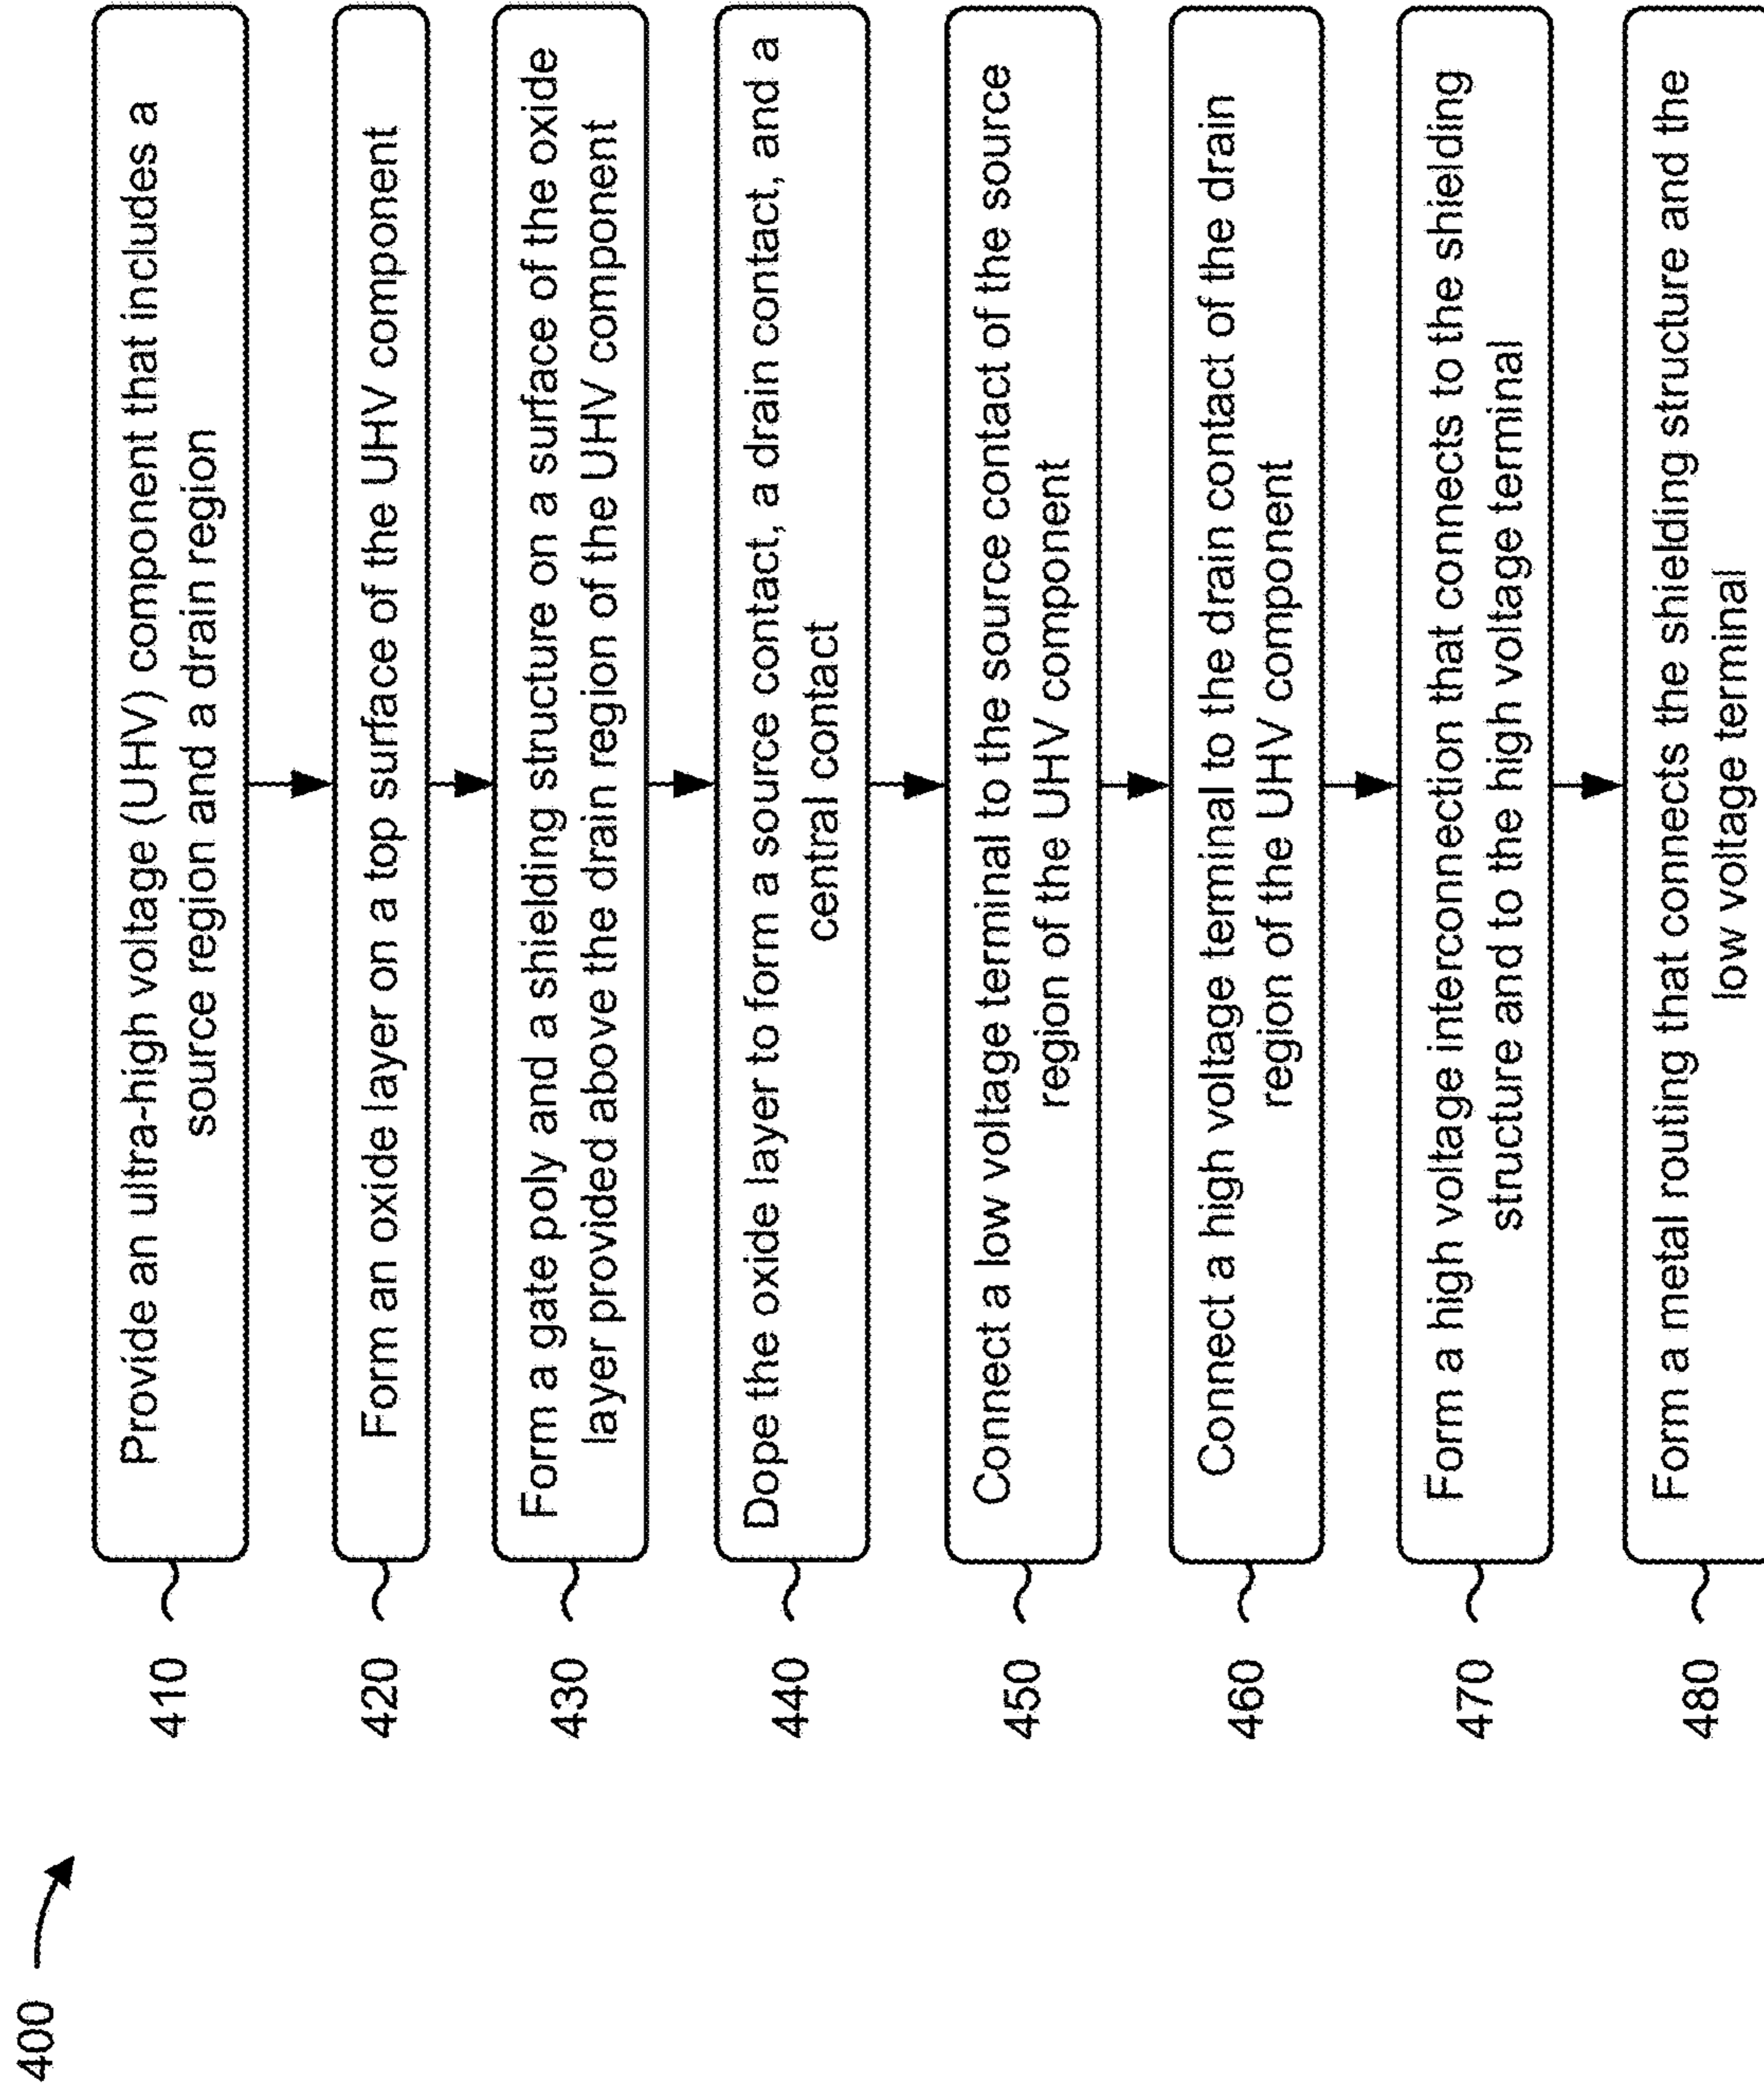 400
410
Provide an ultra-high voltage (UHV) component that includes a
source region and a drain region
420
Form an oxide layer on a top surface of the UHV component
430
Form a gate poly and a shielding structure on a surface of the oxide
layer provided above the drain region of the UHV component
440
Dope the oxide layer to form a source contact, a drain contact, and a
central contact
450
Connect a low voltage terminal to the source contact of the source
region of the UHV component
460
Connect a high voltage terminal to the drain contact of the drain
region of the UHV component
470
Form a high voltage interconnection that connects to the shielding
structure and to the high voltage terminal
480
Form a metal routing that connects the shielding structure and the
low voltage terminal